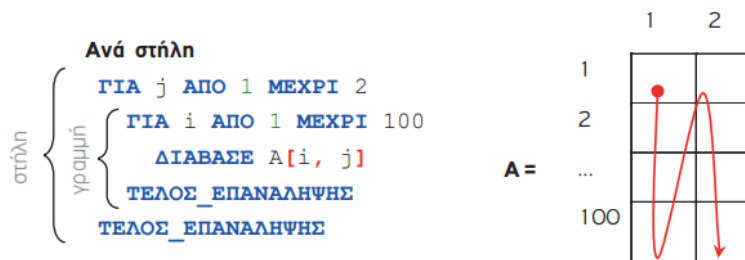 Ανά στήλη
ΓΙΑ j ΑΠΟ 1 ΜΕΧΡΙ 2
ΓΙΑ i ΑΠΟ 1 ΜΕΧΡΙ 100
ΔΙΑΒΑΣΕ Α[i, j]
ΤΕΛΟΣ_ΕΠΑΝΑΛΗΨΗΣ
ΤΕΛΟΣ_ΕΠΑΝΑΛΗΨΗΣ
στήλη
γραμμή
1 2
1
2
Α = ...
100